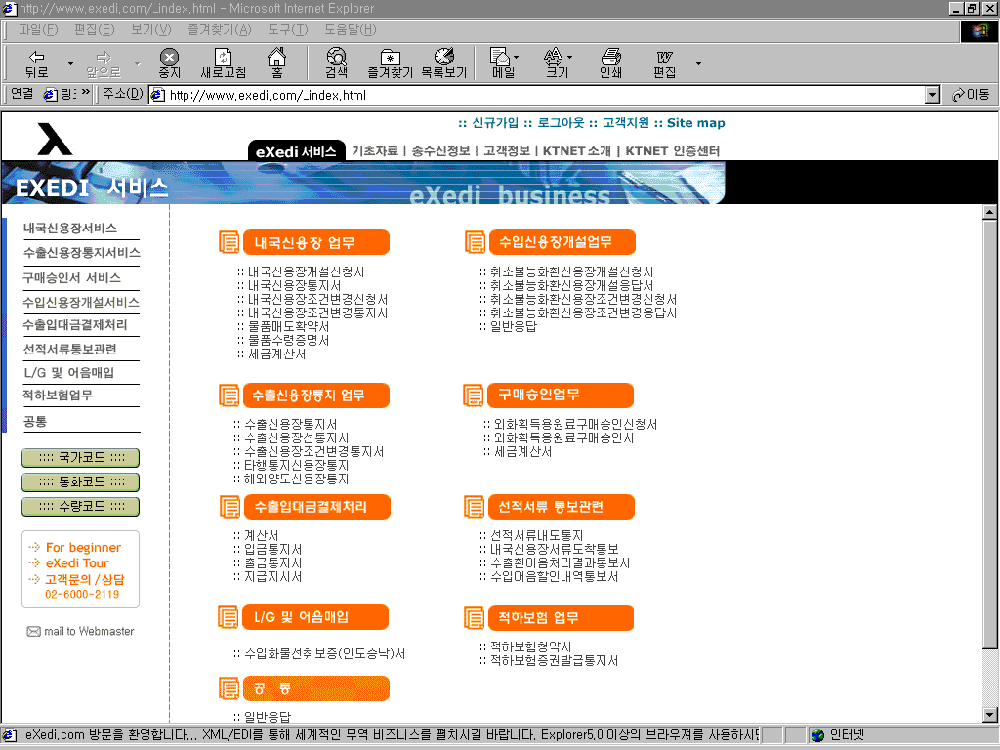 http://www.exedi.com/_index.html - Microsoft Internet Explorer
파일(F) 편집(E) 보기(V) 즐겨찾기(A) 도구(T) 도움말(H)
뒤로 앞으로 중지 새로고침 홈 검색 즐겨찾기 목록보기 메일 크기 인쇄 편집
연결 링크 주소(D) http://www.exedi.com/_index.html 이동
:: 신규가입 :: 로그아웃 :: 고객지원 :: Site map
eXedi 서비스 기초자료 | 송수신정보 | 고객정보 | KTNET소개 | KTNET 인증센터
EXEDI 서비스
eXedi business
내국신용장서비스
수출신용장통지서비스
구매승인서 서비스
수입신용장개설서비스
수출입대금결제처리
선적서류통보관련
L/G 및 어음매입
적하보험업무
공통
:::: 국가코드 ::::
:::: 통화코드 ::::
:::: 수량코드 ::::
For beginner
eXedi Tour
고객문의/상담
02-6000-2119
mail to Webmaster
내국신용장 업무
:: 내국신용장개설신청서
:: 내국신용장통지서
:: 내국신용장조건변경신청서
:: 내국신용장조건변경통지서
:: 물품매도확약서
:: 물품수령증명서
:: 세금계산서
수입신용장개설업무
:: 취소불능화환신용장개설신청서
:: 취소불능화환신용장개설응답서
:: 취소불능화환신용장조건변경신청서
:: 취소불능화환신용장조건변경응답서
:: 일반응답
수출신용장통지 업무
:: 수출신용장통지서
:: 수출신용장선통지서
:: 수출신용장조건변경통지서
:: 타행통지신용장통지
:: 해외양도신용장통지
구매승인업무
:: 외화획득용원료구매승인신청서
:: 외화획득용원료구매승인서
:: 세금계산서
수출입대금결제처리
:: 계산서
:: 입금통지서
:: 출금통지서
:: 지급지시서
선적서류 통보관련
:: 선적서류내도통지
:: 내국신용장서류도착통보
:: 수출환어음처리결과통보서
:: 수입어음할인내역통보서
L/G 및 어음매입
:: 수입화물선취보증(인도승낙)서
적하보험 업무
:: 적하보험청약서
:: 적하보험증권발급통지서
공 통
:: 일반응답
eXedi.com 방문을 환영합니다... XML/EDI를 통해 세계적인 무역 비즈니스를 펼치시길 바랍니다. Explorer5.0 이상의 브라우져를 사용하시면 인터넷